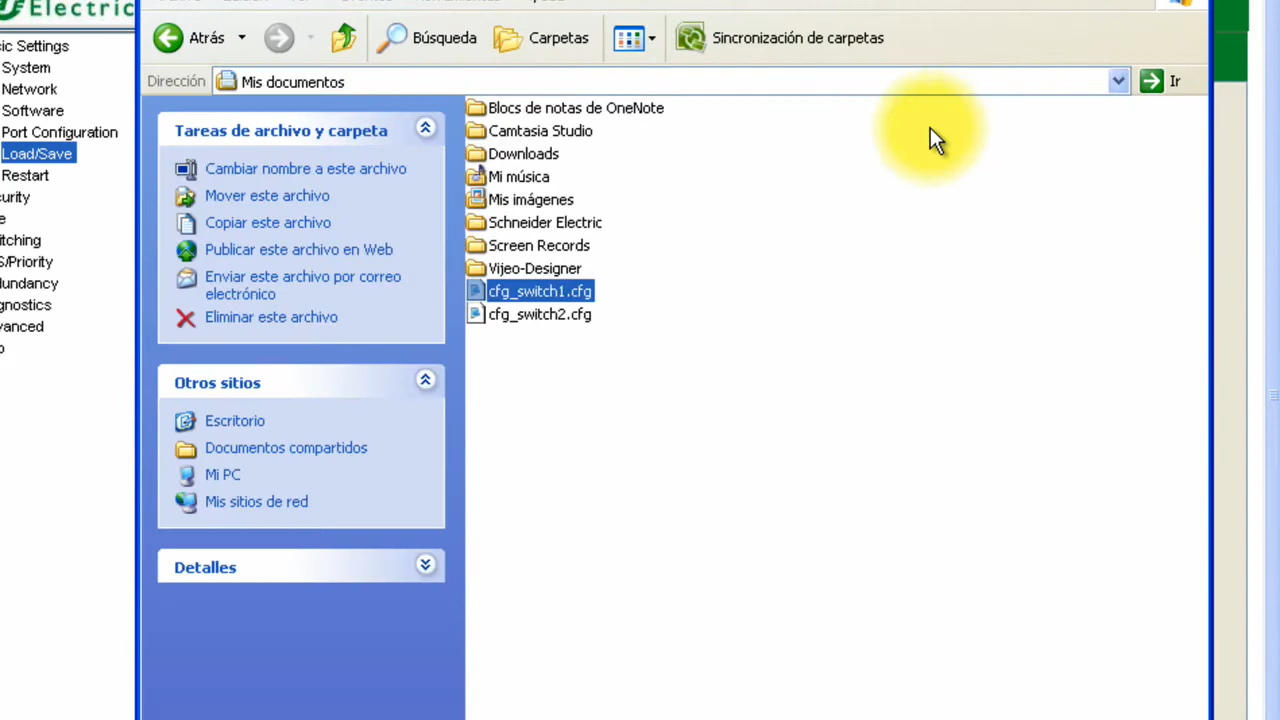 Electric
ic Settings
System
Network
Software
Port Configuration
Load/Save
Restart
curity
e
itching
S/Priority
dundancy
gnostics
vanced
o
Atrás
Búsqueda
Carpetas
Sincronización de carpetas
Dirección
Mis documentos
Ir
Tareas de archivo y carpeta
Cambiar nombre a este archivo
Mover este archivo
Copiar este archivo
Publicar este archivo en Web
Enviar este archivo por correo
electrónico
Eliminar este archivo
Otros sitios
Escritorio
Documentos compartidos
Mi PC
Mis sitios de red
Detalles
Blocs de notas de OneNote
Camtasia Studio
Downloads
Mi música
Mis imágenes
Schneider Electric
Screen Records
Vijeo-Designer
cfg_switch1.cfg
cfg_switch2.cfg